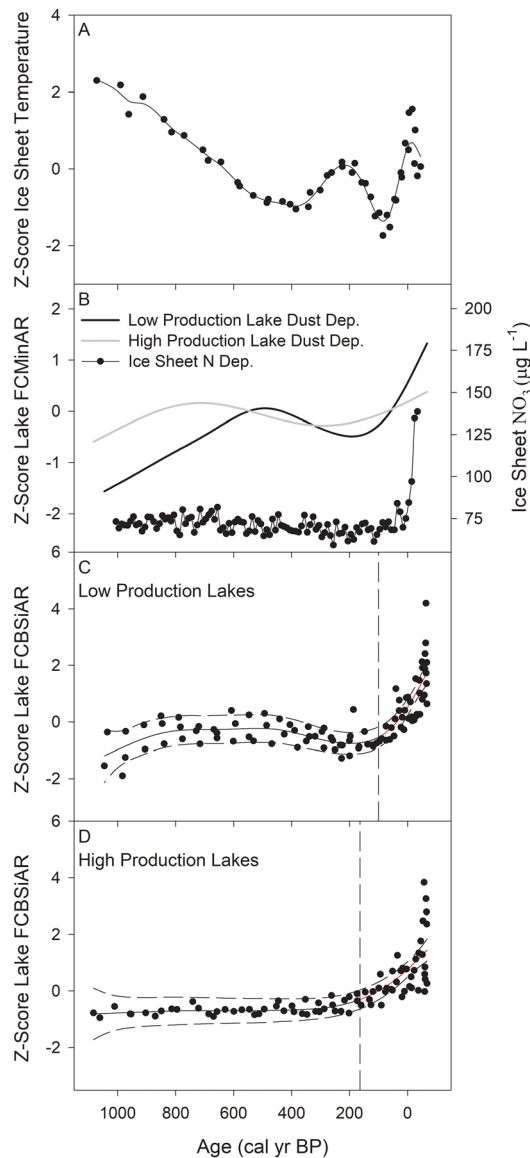 A
Z-Score Ice Sheet Temperature
4
2
0
-2
B
Low Production Lake Dust Dep.
High Production Lake Dust Dep.
Ice Sheet N Dep.
Z-Score Lake FCMinAR
2
1
0
-1
-2
Ice Sheet NO3 (µg L-1)
200
175
150
125
100
75
C
Low Production Lakes
Z-Score Lake FCBSiAR
6
4
2
0
-2
D
High Production Lakes
Z-Score Lake FCBSiAR
6
4
2
0
-2
1000 800 600 400 200 0
Age (cal yr BP)